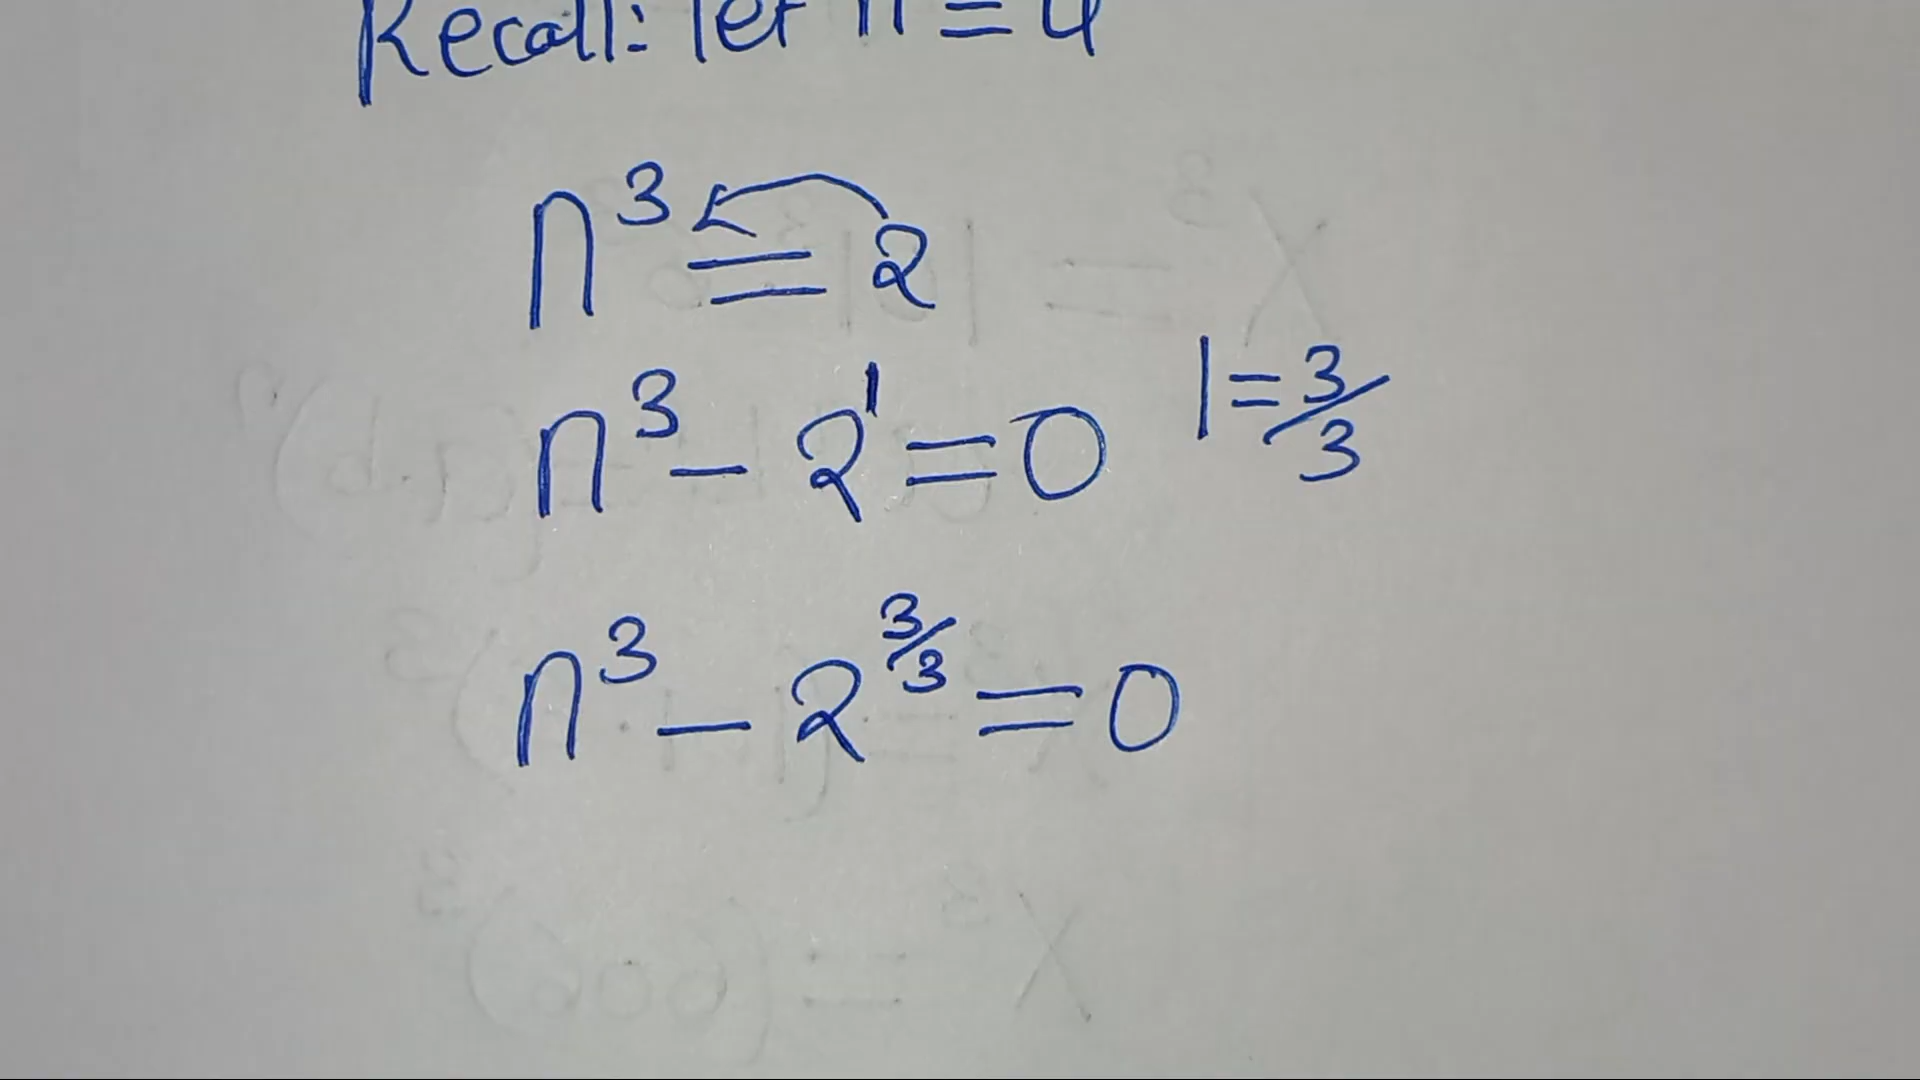 Recall: let n = 4
n³ = 2
n³ - 2¹ = 0 1 = 3/3
n³ - 2^(3/3) = 0